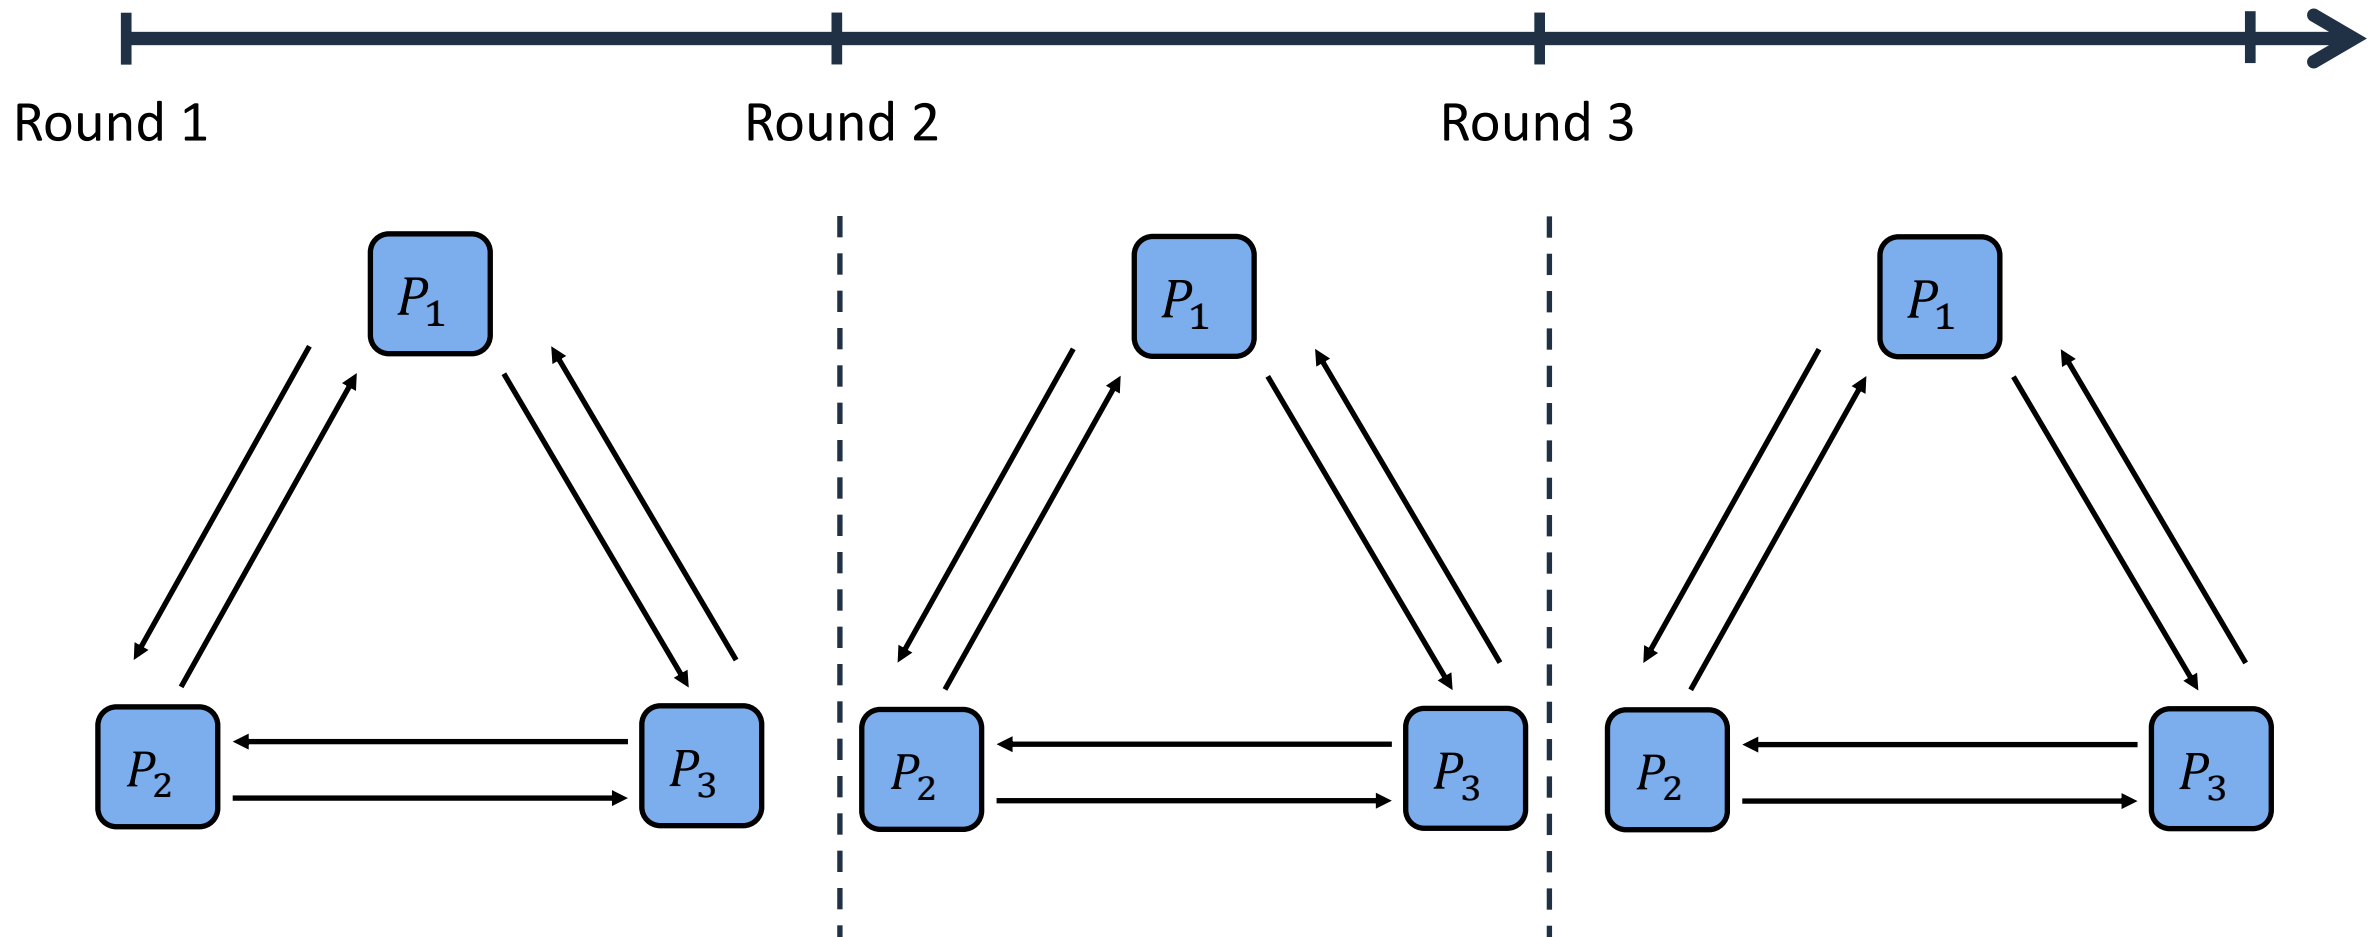 Round 1
Round 2
Round 3
P₁
P₁
P₁
P₂
P₃
P₂
P₃
P₂
P₃